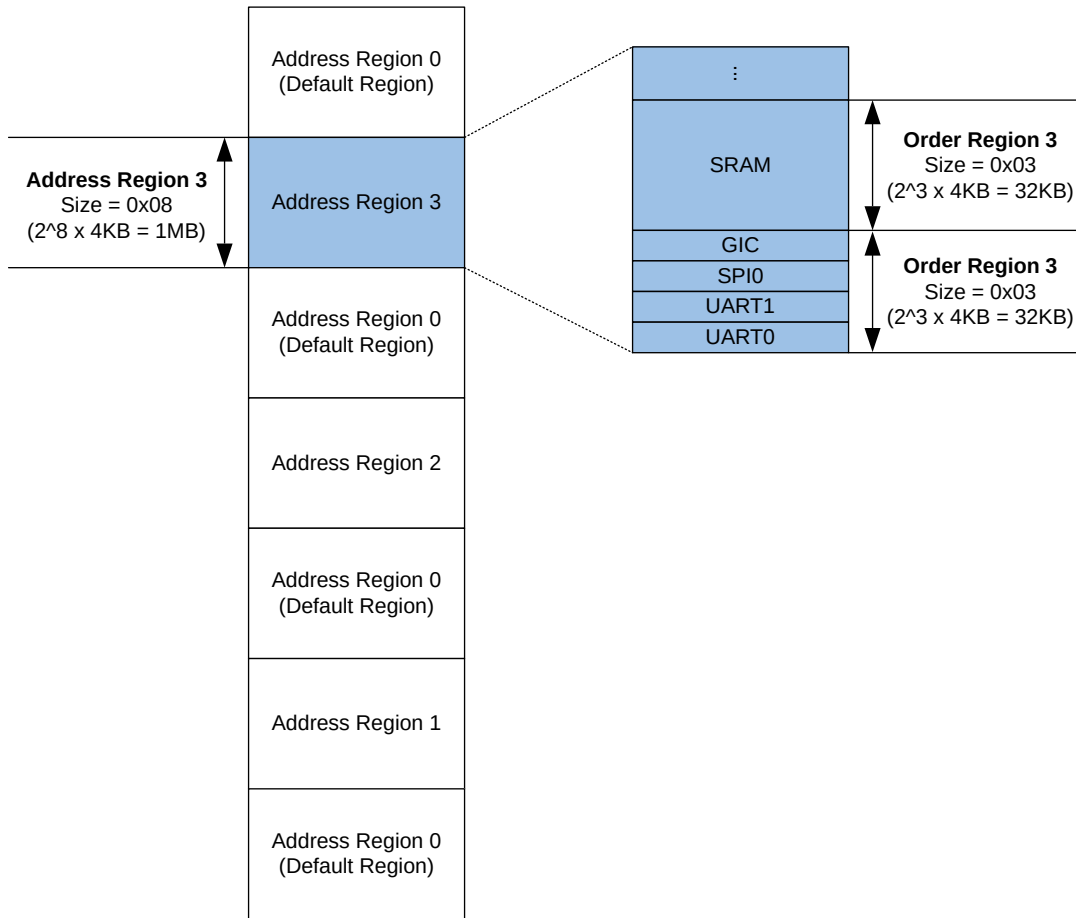 Address Region 0
(Default Region)
Address Region 3
Size = 0x08
(2^8 x 4KB = 1MB)
Address Region 3
Address Region 0
(Default Region)
Address Region 2
Address Region 0
(Default Region)
Address Region 1
Address Region 0
(Default Region)
...
SRAM
GIC
SPI0
UART1
UART0
Order Region 3
Size = 0x03
(2^3 x 4KB = 32KB)
Order Region 3
Size = 0x03
(2^3 x 4KB = 32KB)